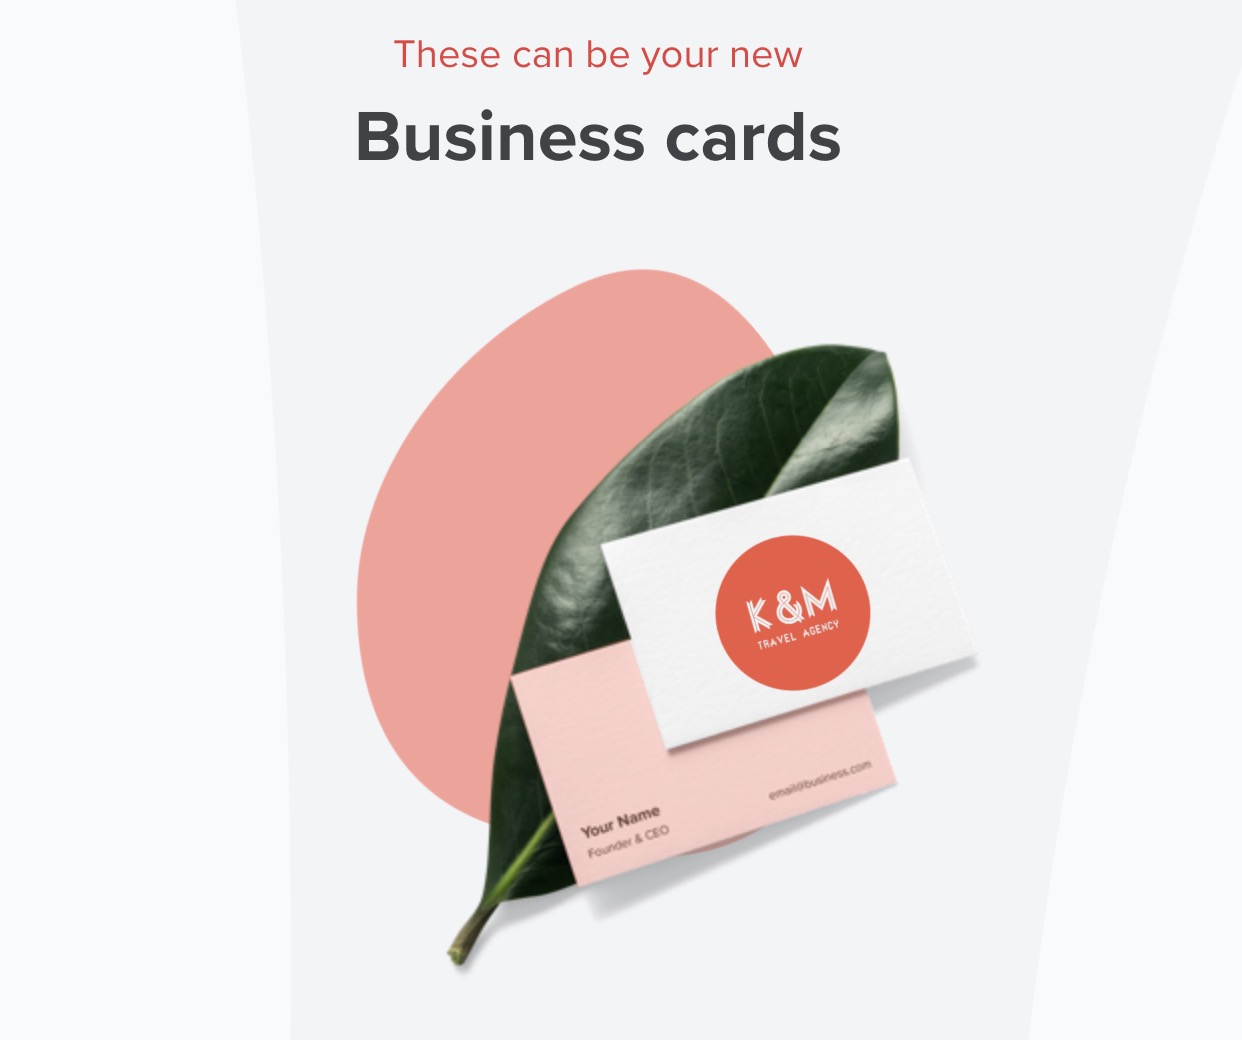 These can be your new
Business cards
K&M
TRAVEL AGENCY
email@business.com
Your Name
Founder & CEO